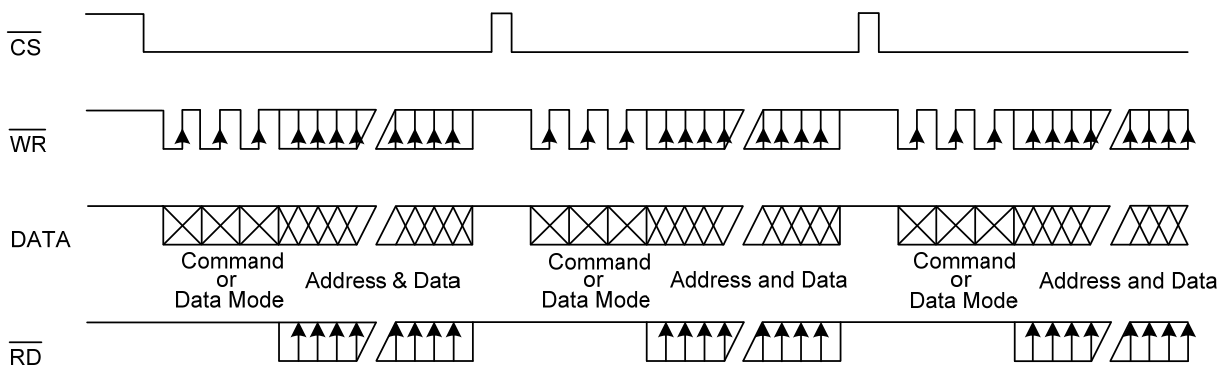 CS
WR
DATA
Command
or
Data Mode
Address & Data
Command
or
Data Mode
Address and Data
Command
or
Data Mode
Address and Data
RD